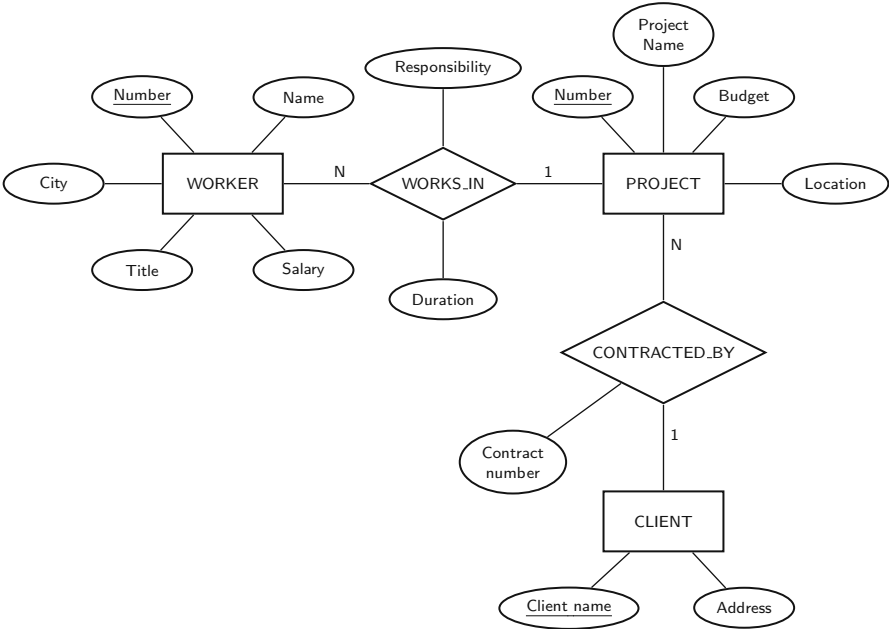 Project
Name
Responsibility
Number
Name
Number
Budget
City
WORKER
N
WORKS_IN
1
PROJECT
Location
Title
Salary
N
Duration
CONTRACTED_BY
1
Contract
number
CLIENT
Client name
Address